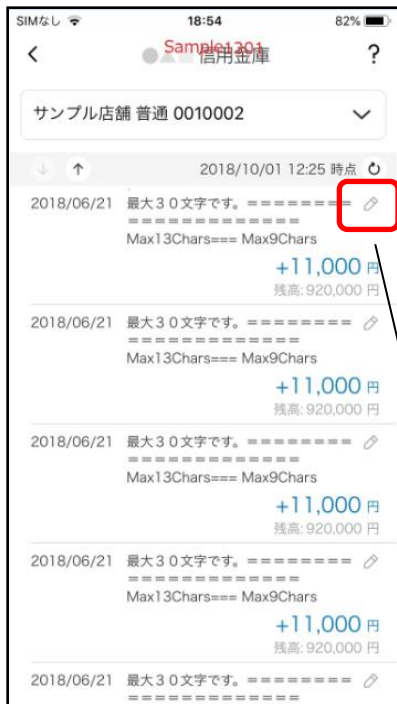 SIMなし 18:54 82%
Sample1201
信用金庫 ?
サンプル店舗 普通 0010002
2018/10/01 12:25 時点
2018/06/21 最大30文字です。========
=============
Max13Chars=== Max9Chars
+11,000 円
残高: 920,000 円
2018/06/21 最大30文字です。========
=============
Max13Chars=== Max9Chars
+11,000 円
残高: 920,000 円
2018/06/21 最大30文字です。========
=============
Max13Chars=== Max9Chars
+11,000 円
残高: 920,000 円
2018/06/21 最大30文字です。========
=============
Max13Chars=== Max9Chars
+11,000 円
残高: 920,000 円
2018/06/21 最大30文字です。========
=============